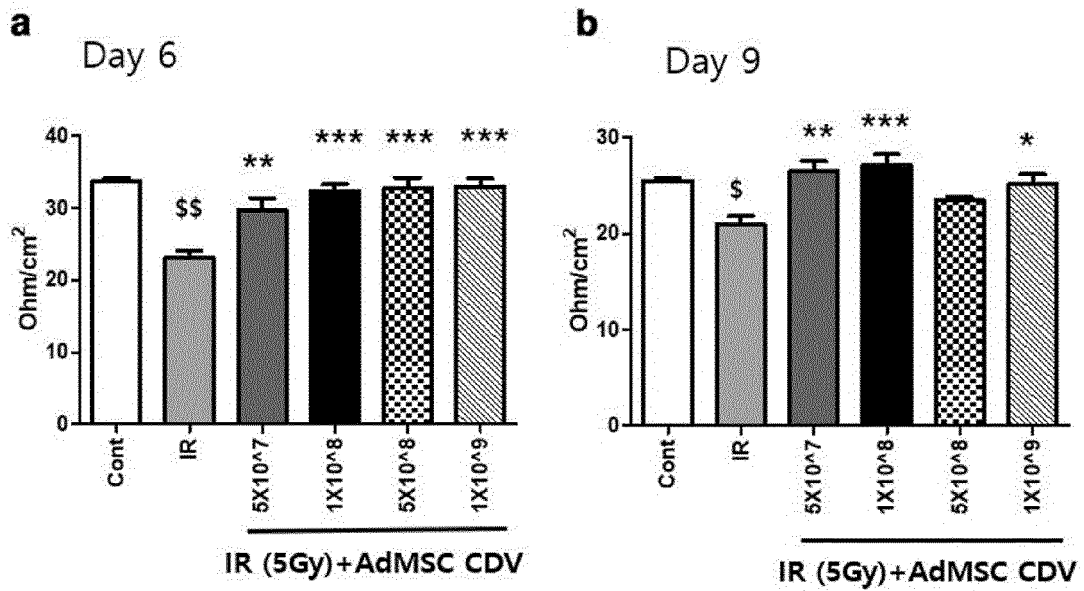 a
Day 6
Ohm/cm2
40
30
20
10
0
$$
**
***
***
***
Cont
IR
5X10^7
1X10^8
5X10^8
1X10^9
IR (5Gy)+AdMSC CDV
b
Day 9
Ohm/cm2
30
20
10
0
$
**
***
*
Cont
IR
5X10^7
1X10^8
5X10^8
1X10^9
IR (5Gy)+AdMSC CDV